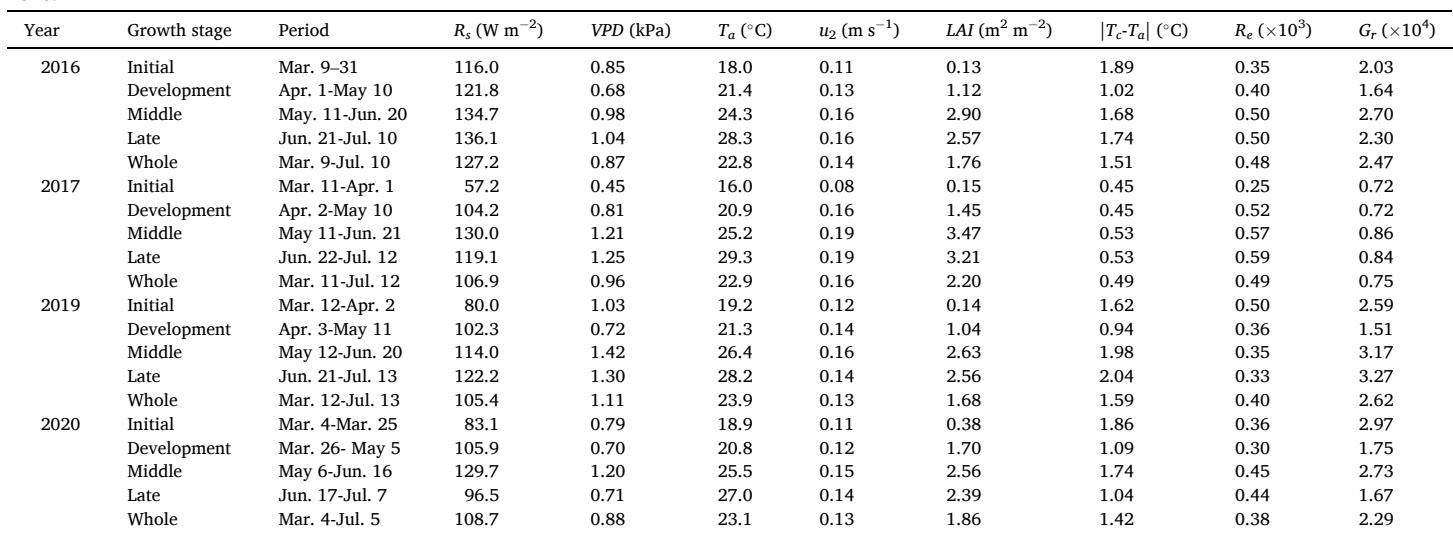 Year Growth stage Period Rs (W m−2) VPD (kPa) Ta (°C) u2 (m s−1) LAI (m2 m−2) |Tc-Ta| (°C) Re (×103) Gr (×104)
2016 Initial Mar. 9–31 116.0 0.85 18.0 0.11 0.13 1.89 0.35 2.03
Development Apr. 1-May 10 121.8 0.68 21.4 0.13 1.12 1.02 0.40 1.64
Middle May. 11-Jun. 20 134.7 0.98 24.3 0.16 2.90 1.68 0.50 2.70
Late Jun. 21-Jul. 10 136.1 1.04 28.3 0.16 2.57 1.74 0.50 2.30
Whole Mar. 9-Jul. 10 127.2 0.87 22.8 0.14 1.76 1.51 0.48 2.47
2017 Initial Mar. 11-Apr. 1 57.2 0.45 16.0 0.08 0.15 0.45 0.25 0.72
Development Apr. 2-May 10 104.2 0.81 20.9 0.16 1.45 0.45 0.52 0.72
Middle May 11-Jun. 21 130.0 1.21 25.2 0.19 3.47 0.53 0.57 0.86
Late Jun. 22-Jul. 12 119.1 1.25 29.3 0.19 3.21 0.53 0.59 0.84
Whole Mar. 11-Jul. 12 106.9 0.96 22.9 0.16 2.20 0.49 0.49 0.75
2019 Initial Mar. 12-Apr. 2 80.0 1.03 19.2 0.12 0.14 1.62 0.50 2.59
Development Apr. 3-May 11 102.3 0.72 21.3 0.14 1.04 0.94 0.36 1.51
Middle May 12-Jun. 20 114.0 1.42 26.4 0.16 2.63 1.98 0.35 3.17
Late Jun. 21-Jul. 13 122.2 1.30 28.2 0.14 2.56 2.04 0.33 3.27
Whole Mar. 12-Jul. 13 105.4 1.11 23.9 0.13 1.68 1.59 0.40 2.62
2020 Initial Mar. 4-Mar. 25 83.1 0.79 18.9 0.11 0.38 1.86 0.36 2.97
Development Mar. 26- May 5 105.9 0.70 20.8 0.12 1.70 1.09 0.30 1.75
Middle May 6-Jun. 16 129.7 1.20 25.5 0.15 2.56 1.74 0.45 2.73
Late Jun. 17-Jul. 7 96.5 0.71 27.0 0.14 2.39 1.04 0.44 1.67
Whole Mar. 4-Jul. 5 108.7 0.88 23.1 0.13 1.86 1.42 0.38 2.29